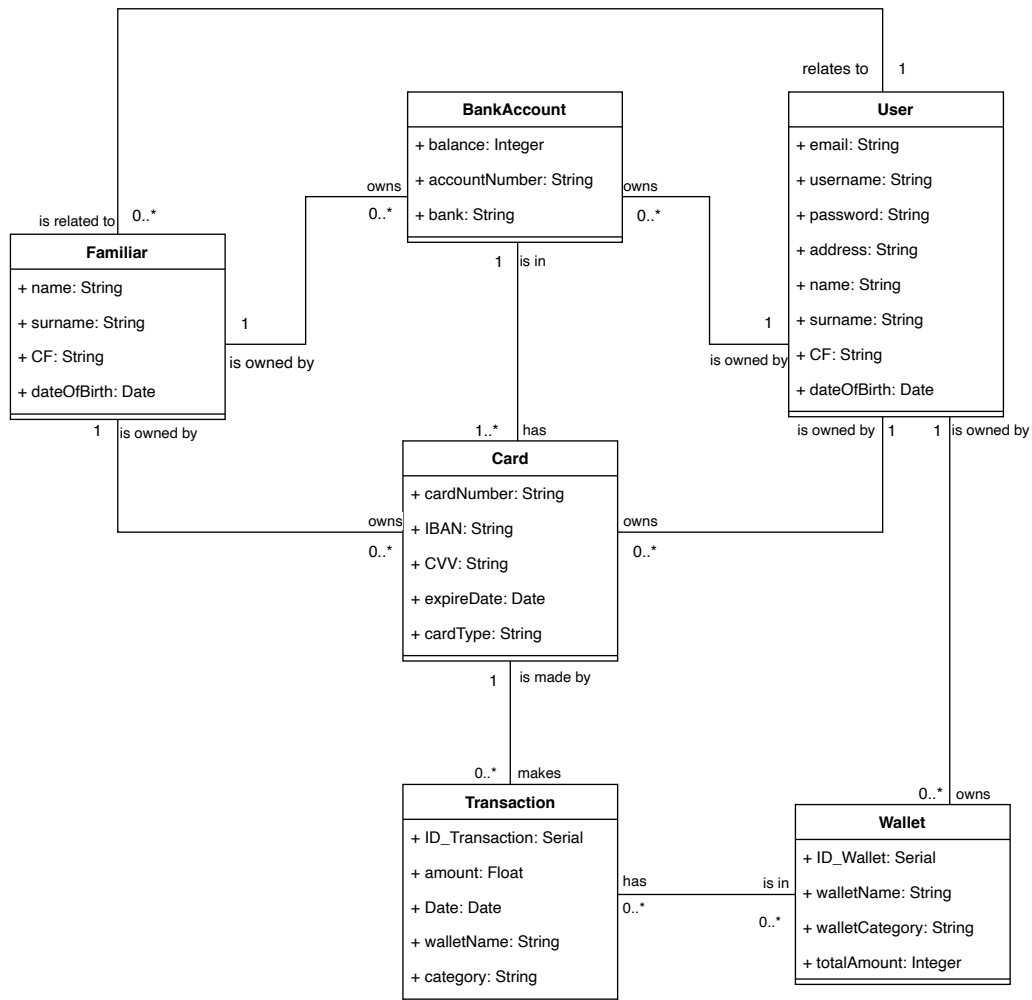 relates to
1
BankAccount
+ balance: Integer
+ accountNumber: String
+ bank: String
User
+ email: String
+ username: String
+ password: String
+ address: String
+ name: String
+ surname: String
+ CF: String
+ dateOfBirth: Date
owns
0..*
owns
0..*
is related to
0..*
1
is in
Familiar
+ name: String
+ surname: String
+ CF: String
+ dateOfBirth: Date
1
is owned by
1
is owned by
1
is owned by
is owned by
1
1
is owned by
1..*
has
Card
+ cardNumber: String
+ IBAN: String
+ CVV: String
+ expireDate: Date
+ cardType: String
owns
0..*
owns
0..*
1
is made by
0..*
makes
Transaction
+ ID_Transaction: Serial
+ amount: Float
+ Date: Date
+ walletName: String
+ category: String
0..*
owns
Wallet
+ ID_Wallet: Serial
+ walletName: String
+ walletCategory: String
+ totalAmount: Integer
has
0..*
is in
0..*